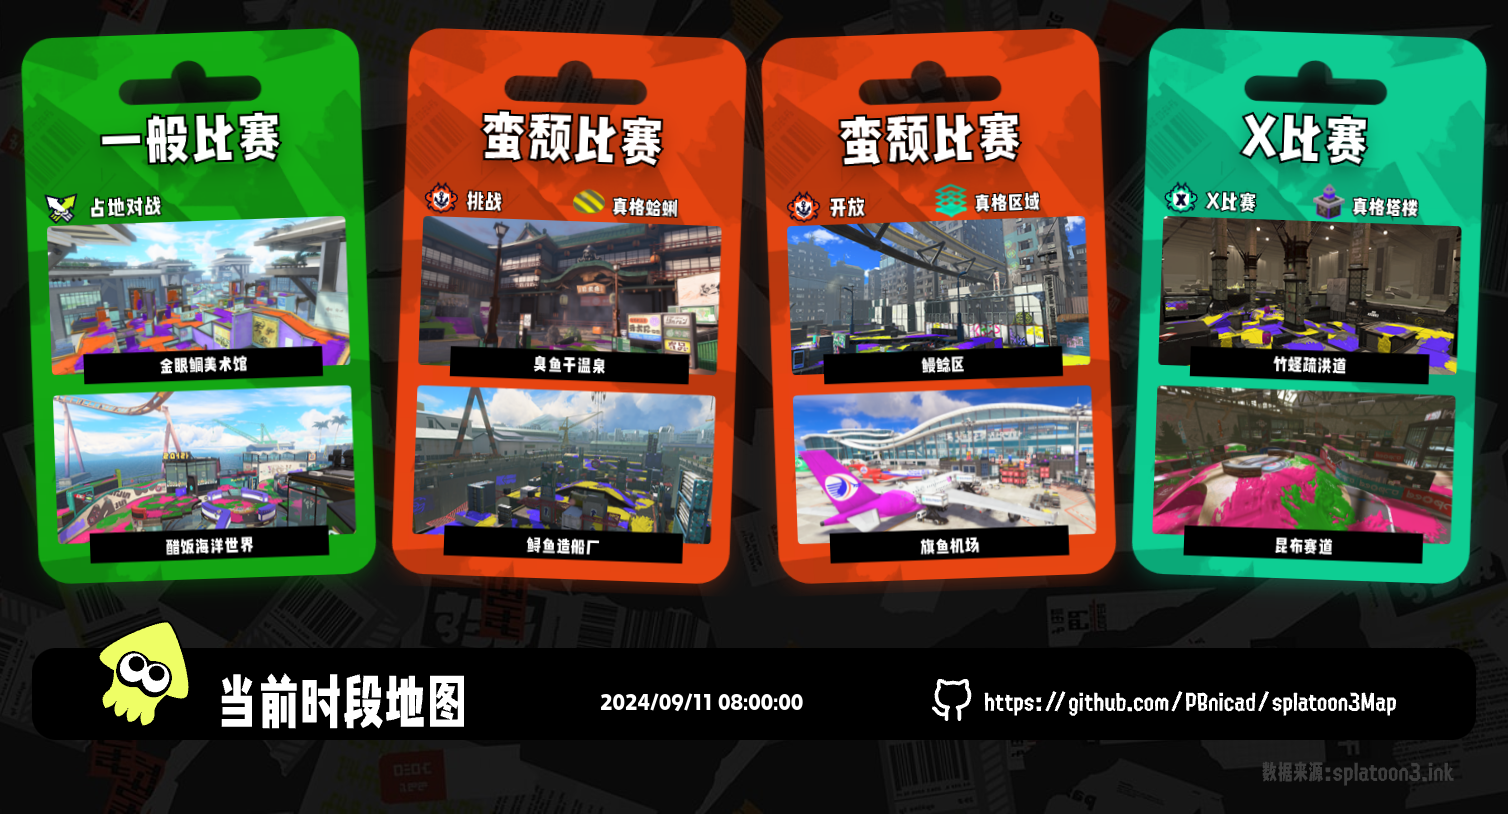 一般比赛
占地对战
金眼鲷美术馆
醋饭海洋世界
蛮颓比赛
挑战
真格蛤蜊
臭鱼干温泉
鲟鱼造船厂
蛮颓比赛
开放
真格区域
鳗鲶区
旗鱼机场
X比赛
X比赛
真格塔楼
竹蛏疏洪道
昆布赛道
当前时段地图
2024/09/11 08:00:00
https://github.com/PBnicad/splatoon3Map
数据来源:splatoon3.ink